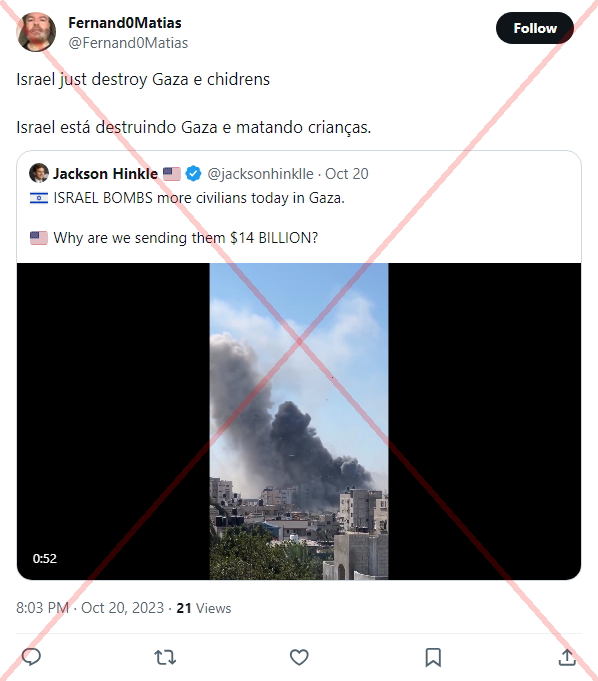 Fernand0Matias
@Fernand0Matias
Follow
Israel just destroy Gaza e chidrens
Israel está destruindo Gaza e matando crianças.
Jackson Hinkle 🇺🇸 @jacksonhinklle · Oct 20
🇮🇱 ISRAEL BOMBS more civilians today in Gaza.
🇺🇸 Why are we sending them $14 BILLION?
0:52
8:03 PM · Oct 20, 2023 · 21 Views